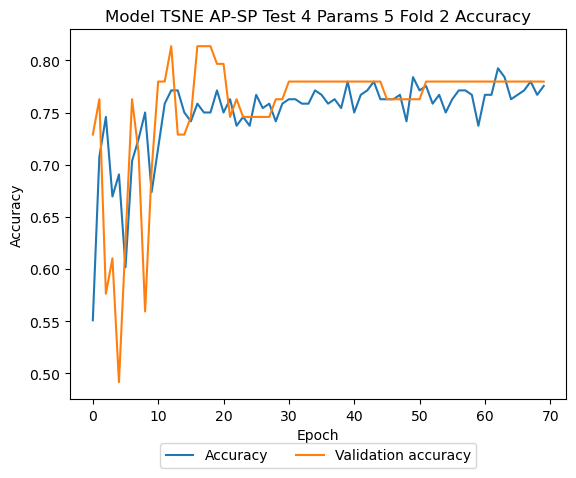 Model TSNE AP-SP Test 4 Params 5 Fold 2 Accuracy
0.80
0.75
0.70
0.65
0.60
0.55
0.50
Accuracy
0 10 20 30 40 50 60 70
Epoch
Accuracy Validation accuracy